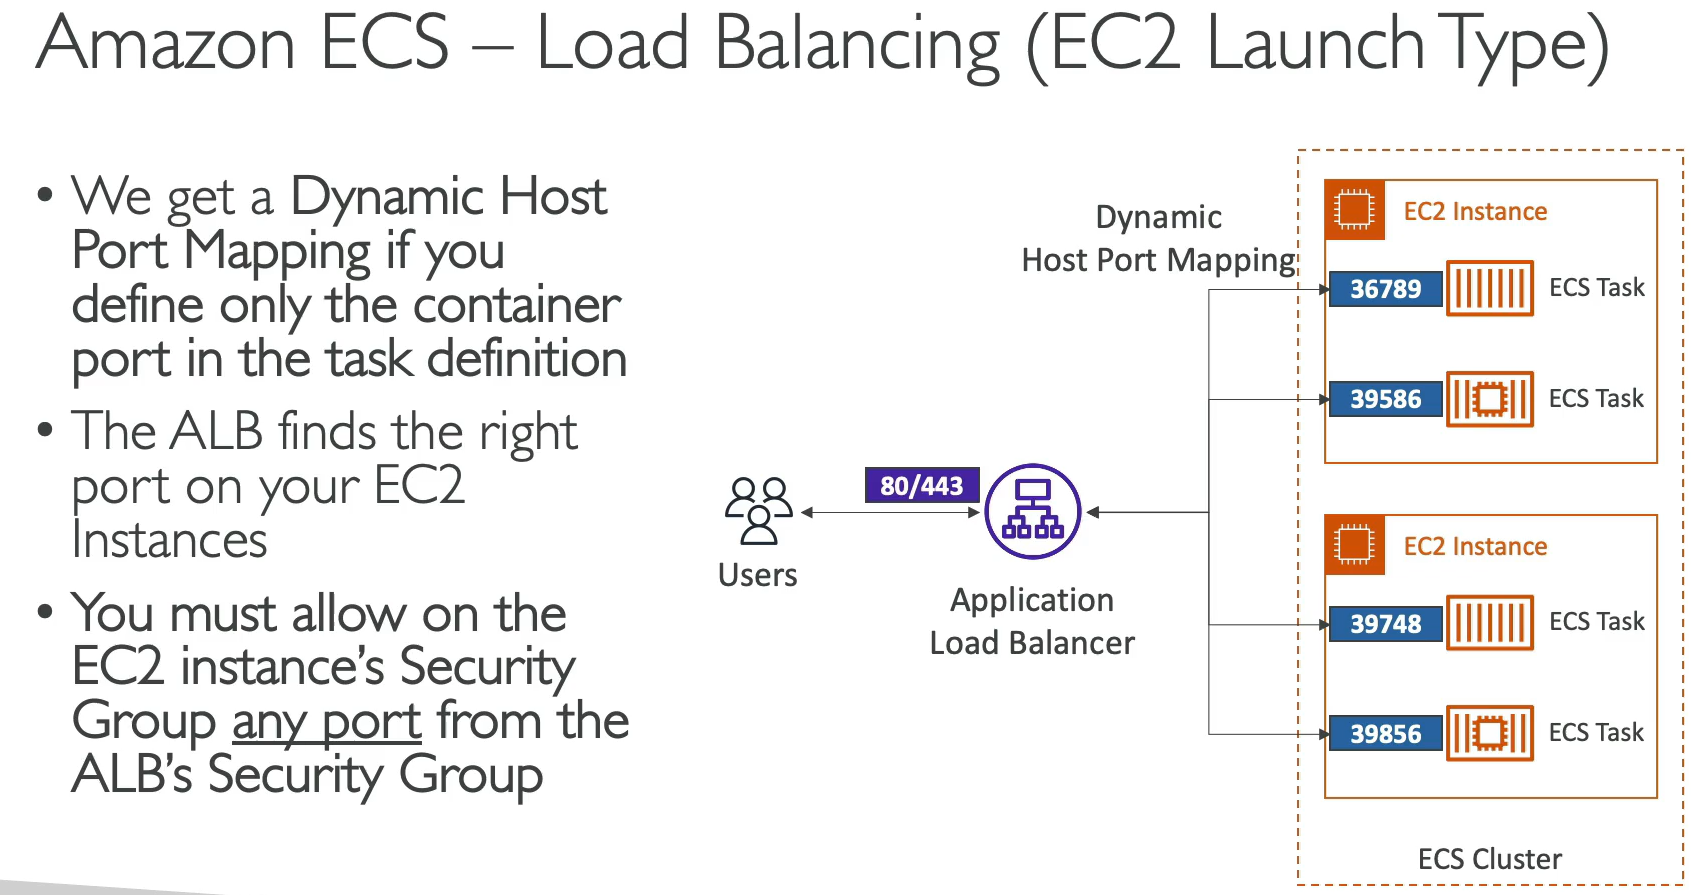 Amazon ECS – Load Balancing (EC2 Launch Type)
• We get a Dynamic Host
Port Mapping if you
define only the container
port in the task definition
• The ALB finds the right
port on your EC2
Instances
• You must allow on the
EC2 instance's Security
Group any port from the
ALB's Security Group
Users
80/443
Application
Load Balancer
Dynamic
Host Port Mapping
EC2 Instance
36789
ECS Task
39586
ECS Task
EC2 Instance
39748
ECS Task
39856
ECS Task
ECS Cluster